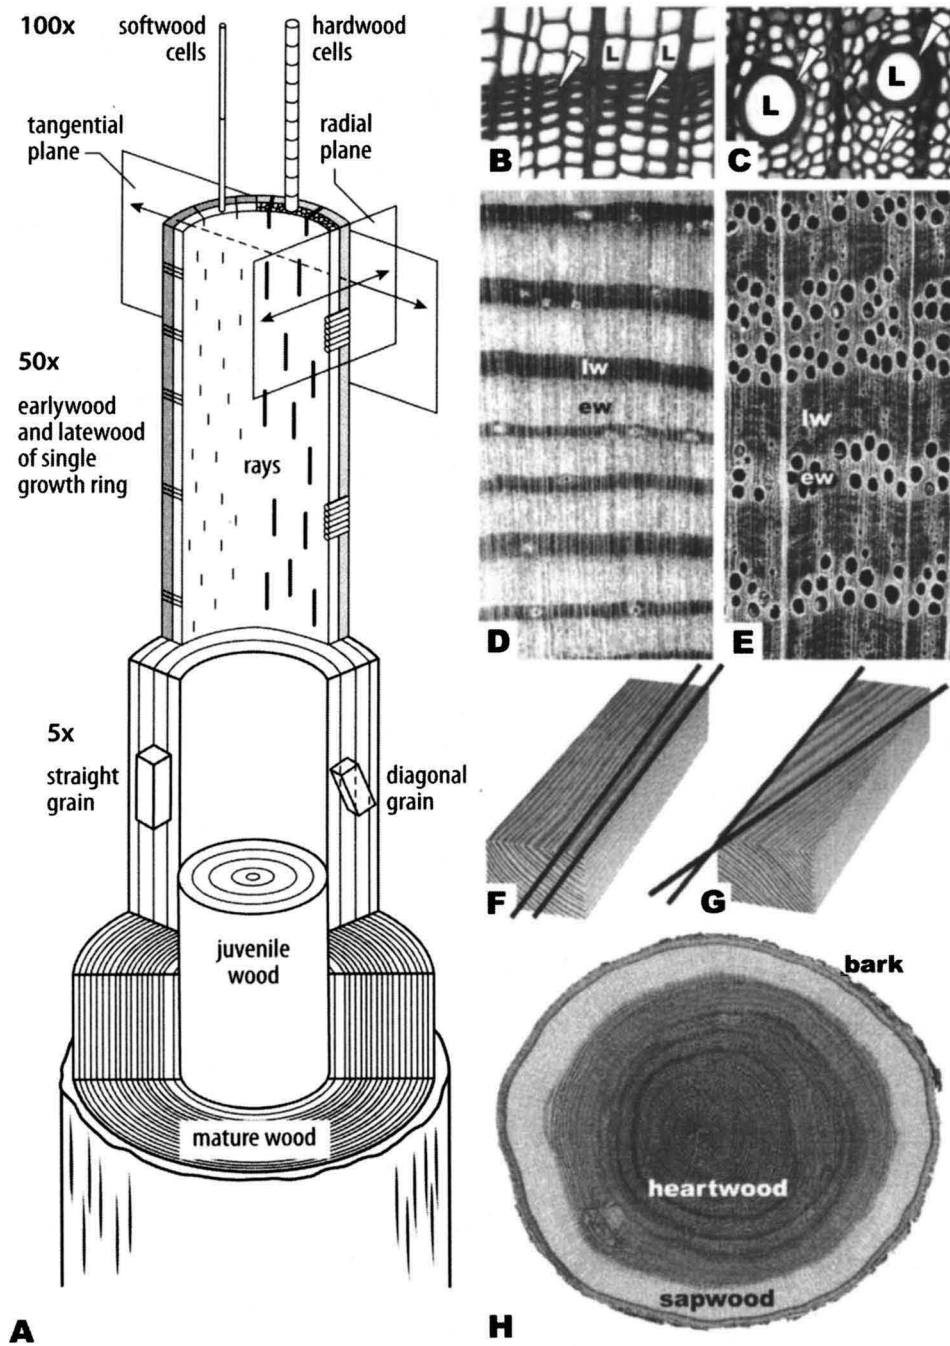 100x
softwood
cells
hardwood
cells
tangential
plane
radial
plane
50x
earlywood
and latewood
of single
growth ring
rays
5x
straight
grain
diagonal
grain
juvenile
wood
mature wood
A
L
L
B
L
L
C
lw
ew
D
lw
ew
E
F
G
bark
heartwood
sapwood
H